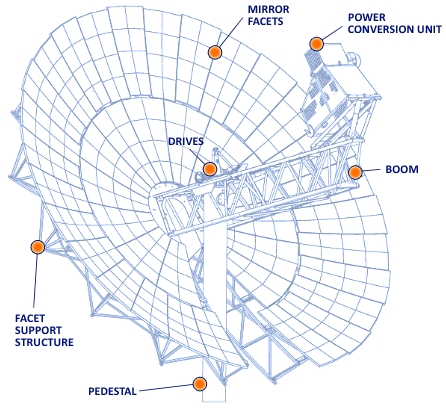 MIRROR
FACETS
POWER
CONVERSION UNIT
DRIVES
BOOM
FACET
SUPPORT
STRUCTURE
PEDESTAL